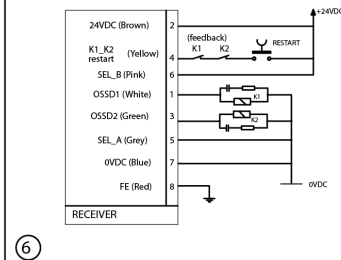 +24VDC
24VDC (Brown) 2
(feedback)
K1_K2 restart (Yellow) 4 K1 K2 RESTART
SEL_B (Pink) 6
OSSD1 (White) 1 K1
OSSD2 (Green) 3 K2
SEL_A (Grey) 5
0VDC (Blue) 7
0VDC
FE (Red) 8
RECEIVER
6